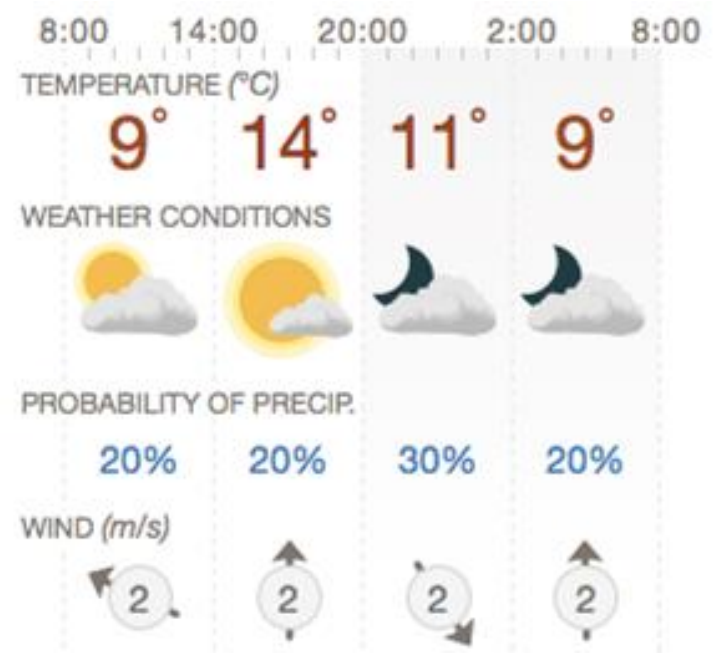 8:00 14:00 20:00 2:00 8:00
TEMPERATURE (°C)
9° 14° 11° 9°
WEATHER CONDITIONS
PROBABILITY OF PRECIP.
20% 20% 30% 20%
WIND (m/s)
2 2 2 2